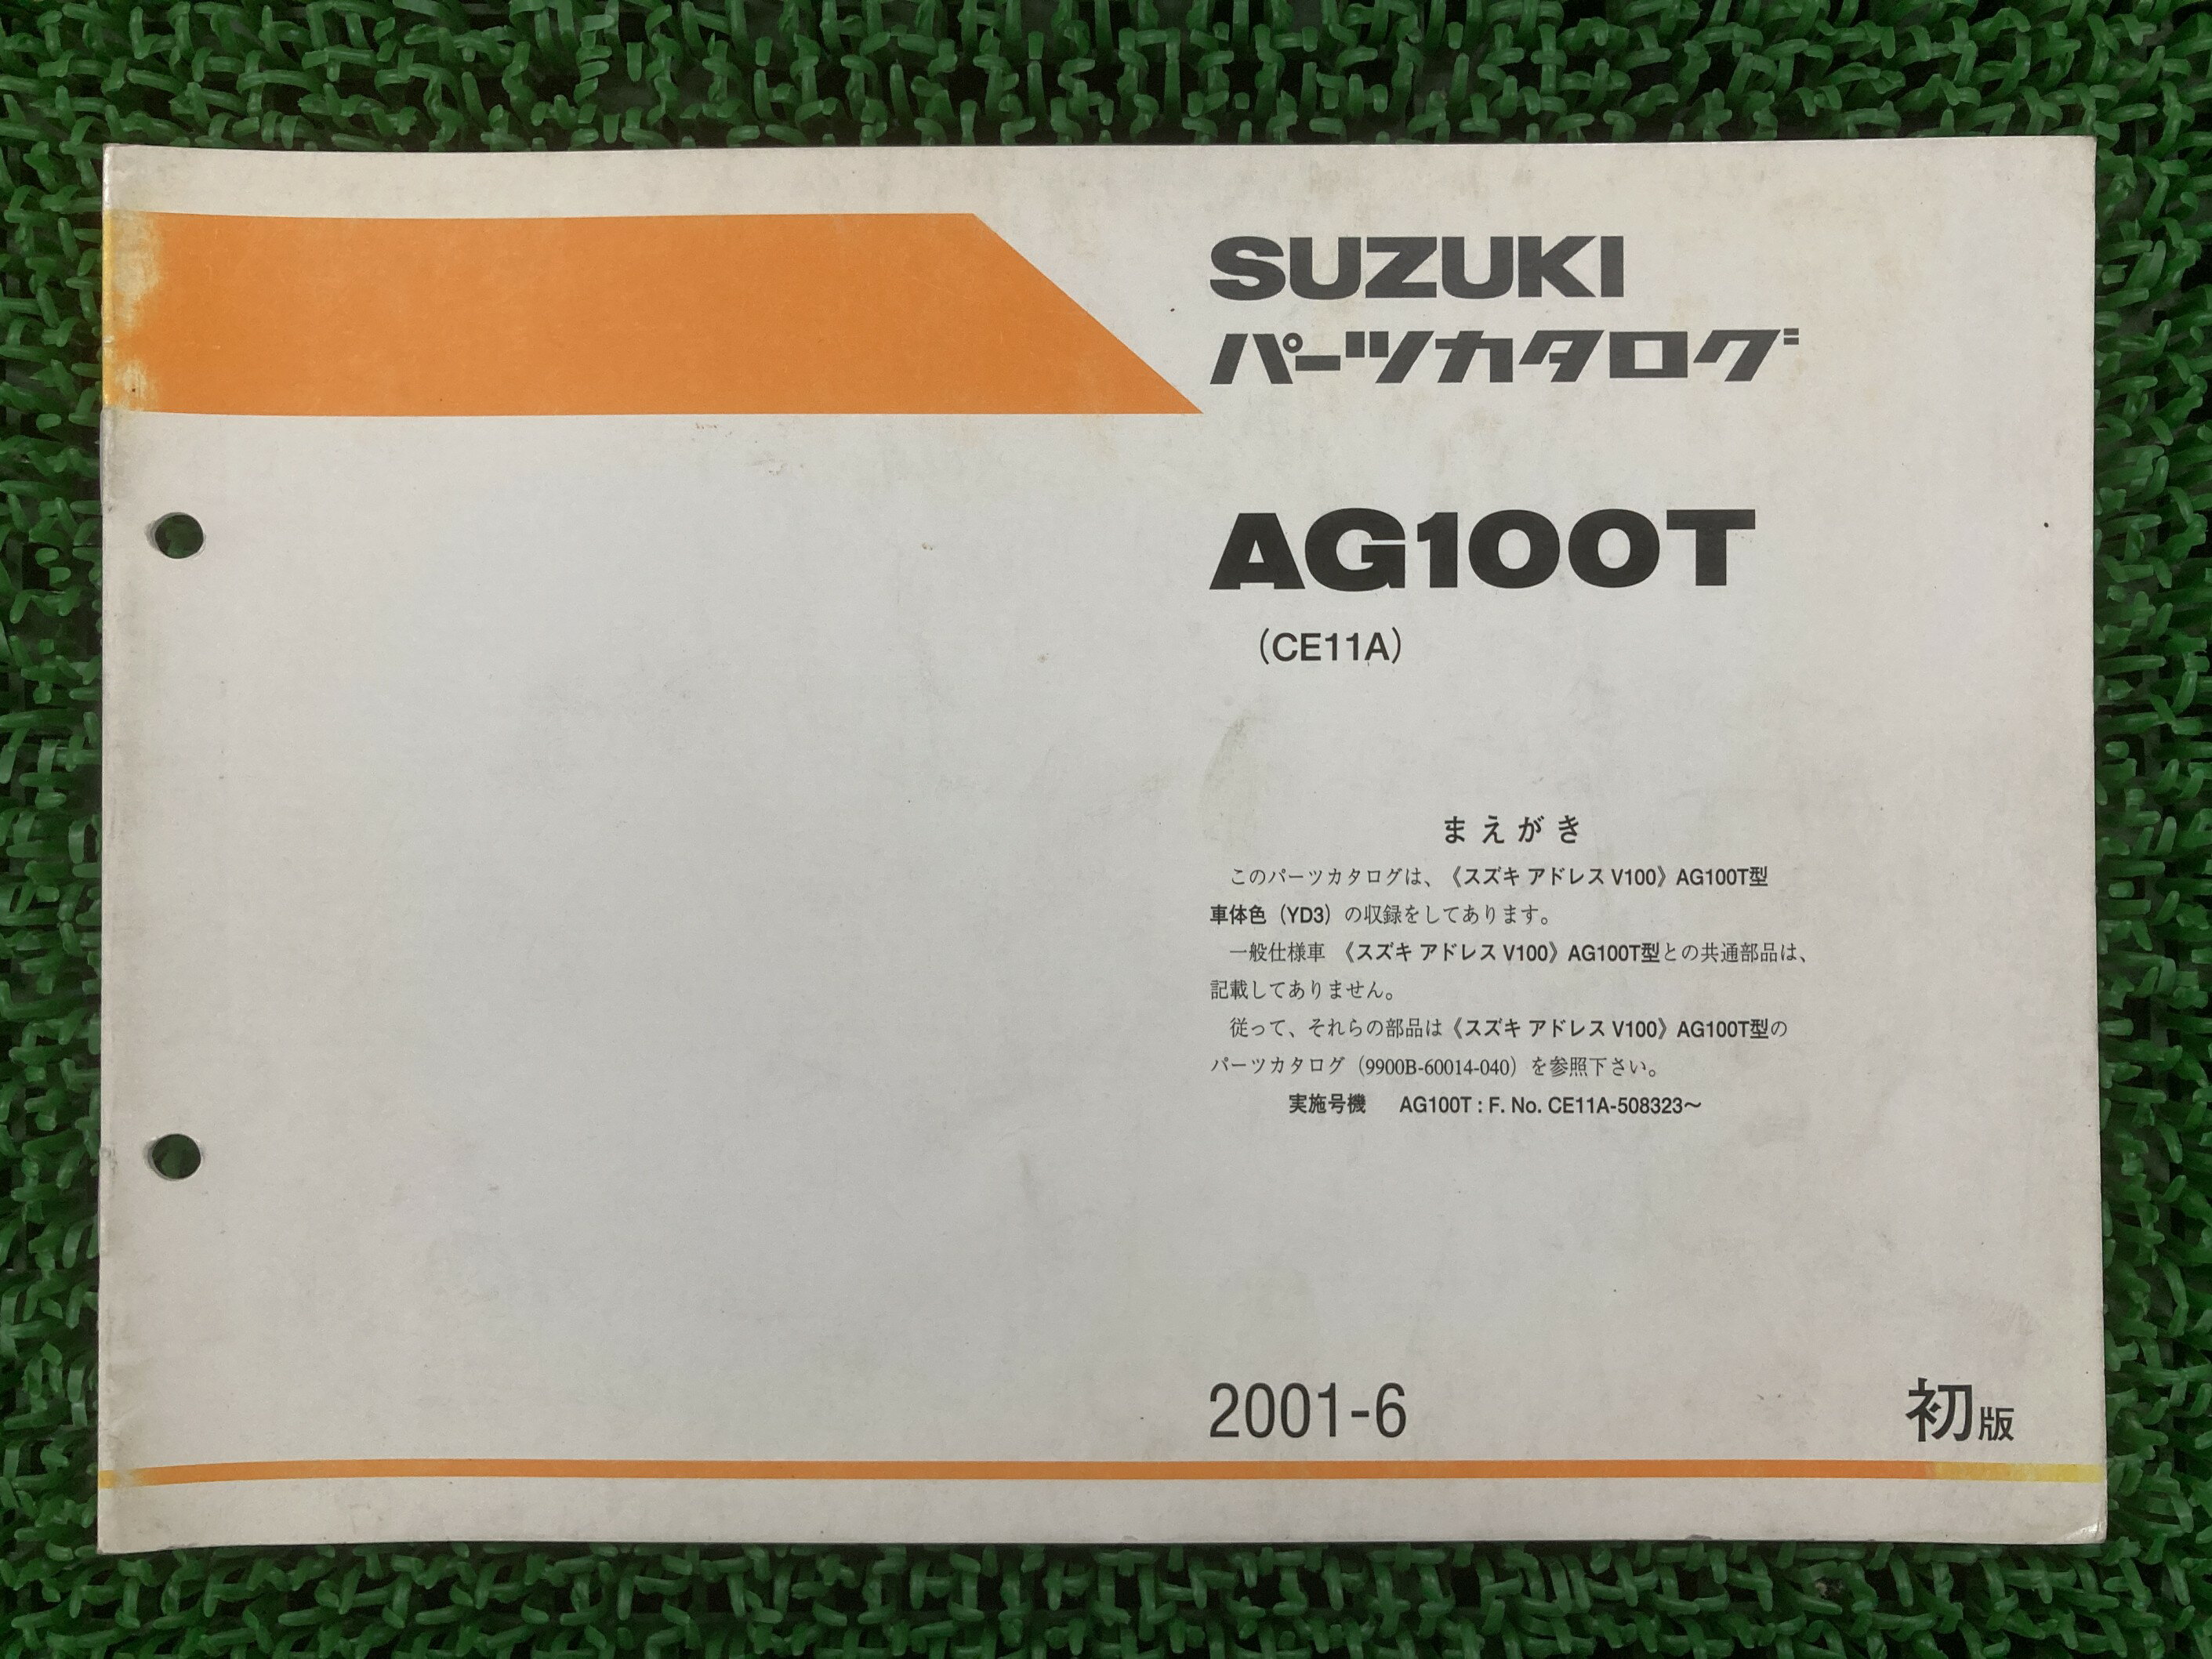 SUZUKI
パーツカタログ
AG100T
（CE11A）
まえがき
このパーツカタログは、《スズキ アドレス V100》AG100T型
車体色（YD3）の収録をしてあります。
一般仕様車 《スズキ アドレス V100》AG100T型との共通部品は、
記載してありません。
従って、それらの部品は《スズキ アドレス V100》AG100T型の
パーツカタログ（9900B-60014-040）を参照下さい。
実施号機 AG100T : F. No. CE11A-508323～
2001-6
初版